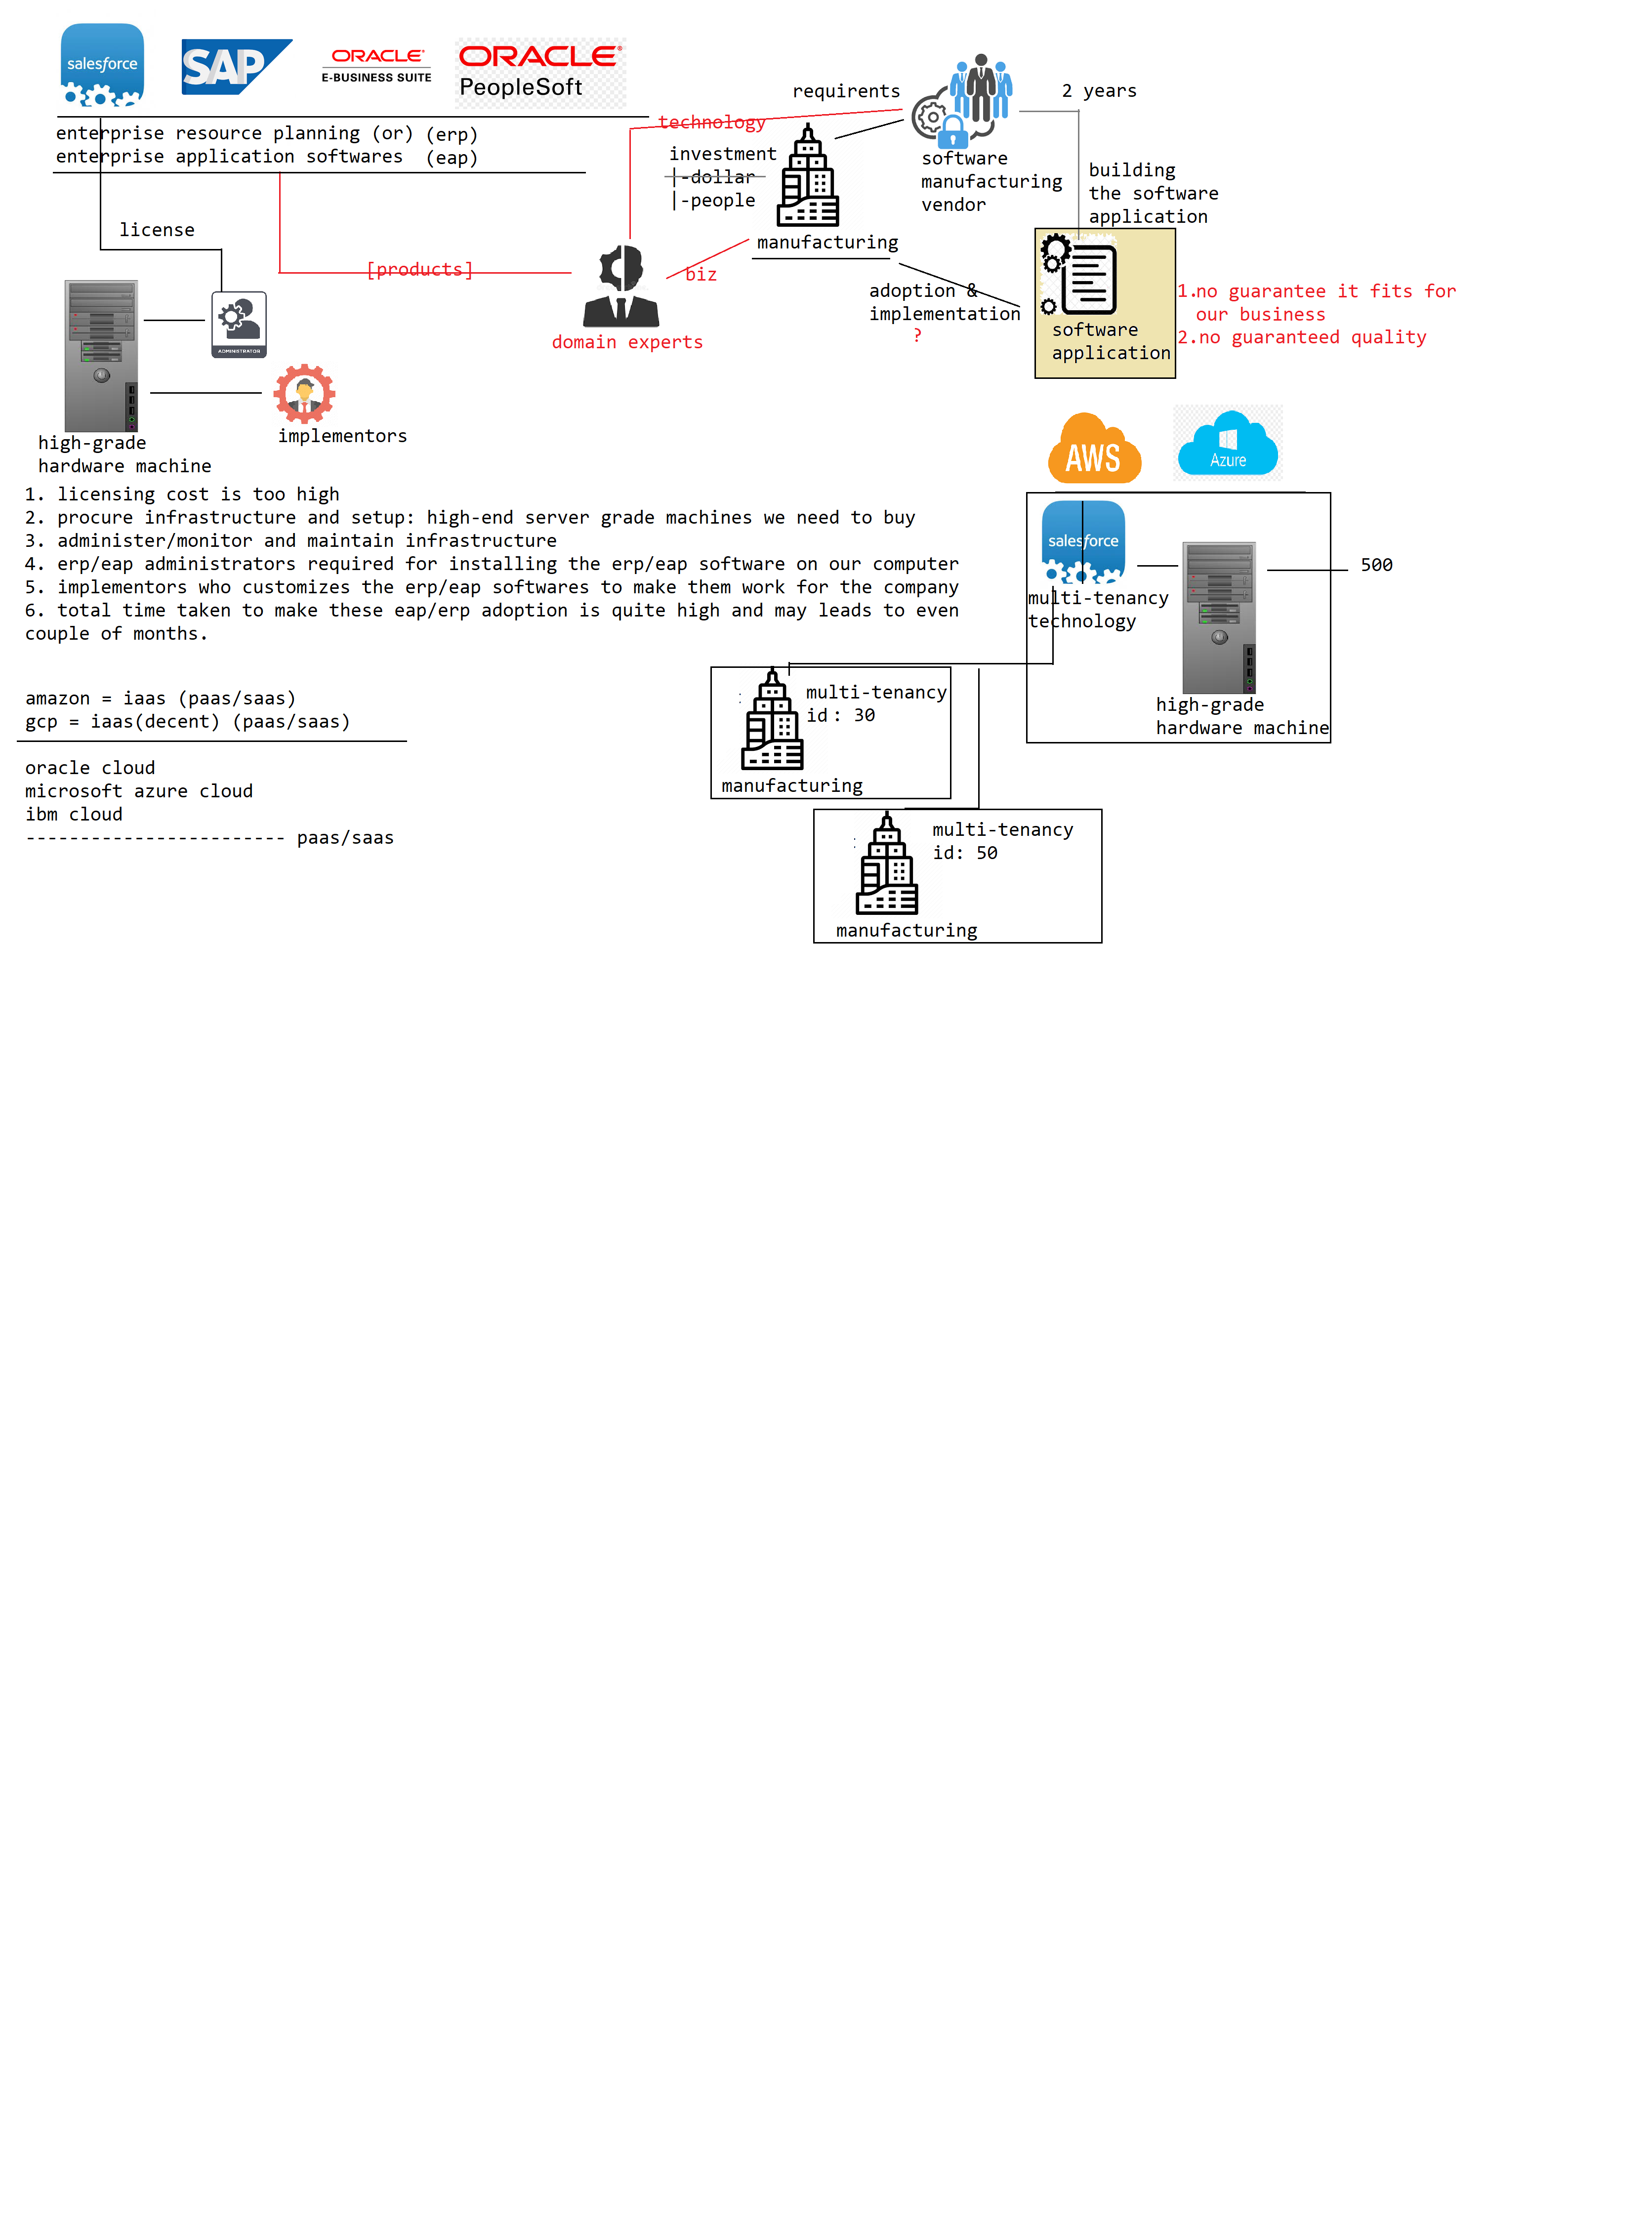 salesforce
SAP
ORACLE
E-BUSINESS SUITE
ORACLE
PeopleSoft
enterprise resource planning (or) (erp)
enterprise application softwares (eap)
license
ADMINISTRATOR
high-grade
hardware machine
implementors
[products]
domain experts
technology
biz
investment
|-dollar
|-people
manufacturing
requirents
software
manufacturing
vendor
2 years
building
the software
application
adoption &
implementation
?
software
application
1.no guarantee it fits for
our business
2.no guaranteed quality
1. licensing cost is too high
2. procure infrastructure and setup: high-end server grade machines we need to buy
3. administer/monitor and maintain infrastructure
4. erp/eap administrators required for installing the erp/eap software on our computer
5. implementors who customizes the erp/eap softwares to make them work for the company
6. total time taken to make these eap/erp adoption is quite high and may leads to even
couple of months.
AWS
Azure
salesforce
multi-tenancy
technology
high-grade
hardware machine
500
multi-tenancy
id: 30
manufacturing
multi-tenancy
id: 50
manufacturing
amazon = iaas (paas/saas)
gcp = iaas(decent) (paas/saas)
oracle cloud
microsoft azure cloud
ibm cloud
------------------------ paas/saas